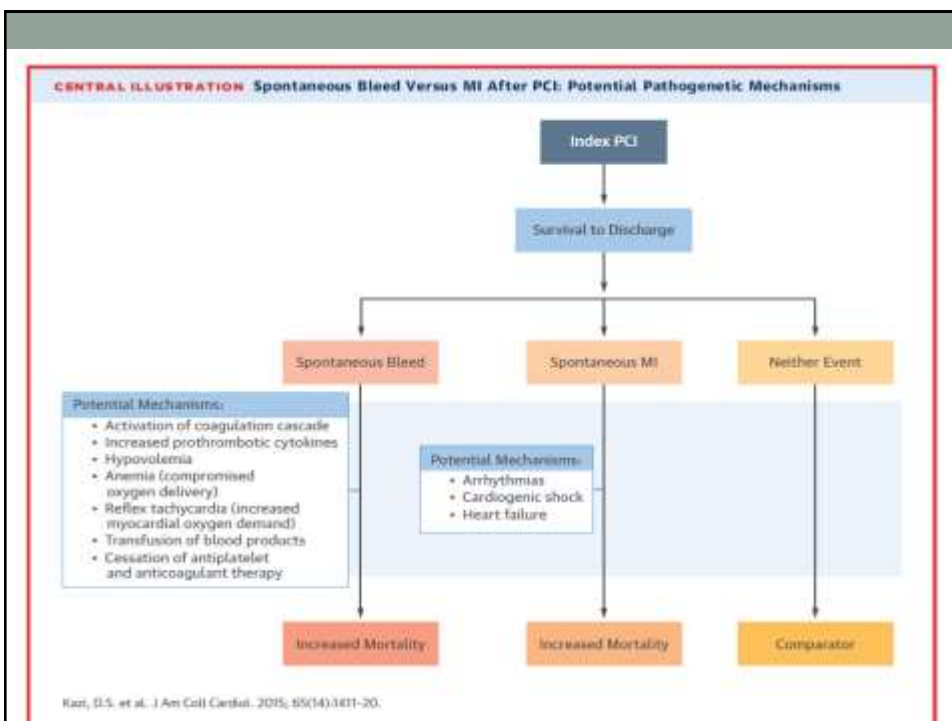 CENTRAL ILLUSTRATION Spontaneous Bleed Versus MI After PCI: Potential Pathogenetic Mechanisms
Index PCI
Survival to Discharge
Spontaneous Bleed
Spontaneous MI
Neither Event
Potential Mechanisms:
• Activation of coagulation cascade
• Increased prothrombotic cytokines
• Hypovolemia
• Anemia (compromised
oxygen delivery)
• Reflex tachycardia (increased
myocardial oxygen demand)
• Transfusion of blood products
• Cessation of antiplatelet
and anticoagulant therapy
Potential Mechanisms:
• Arrhythmias
• Cardiogenic shock
• Heart failure
Increased Mortality
Increased Mortality
Comparator
Kazi, D.S. et al. J Am Coll Cardiol. 2015; 65(14):1411-20.